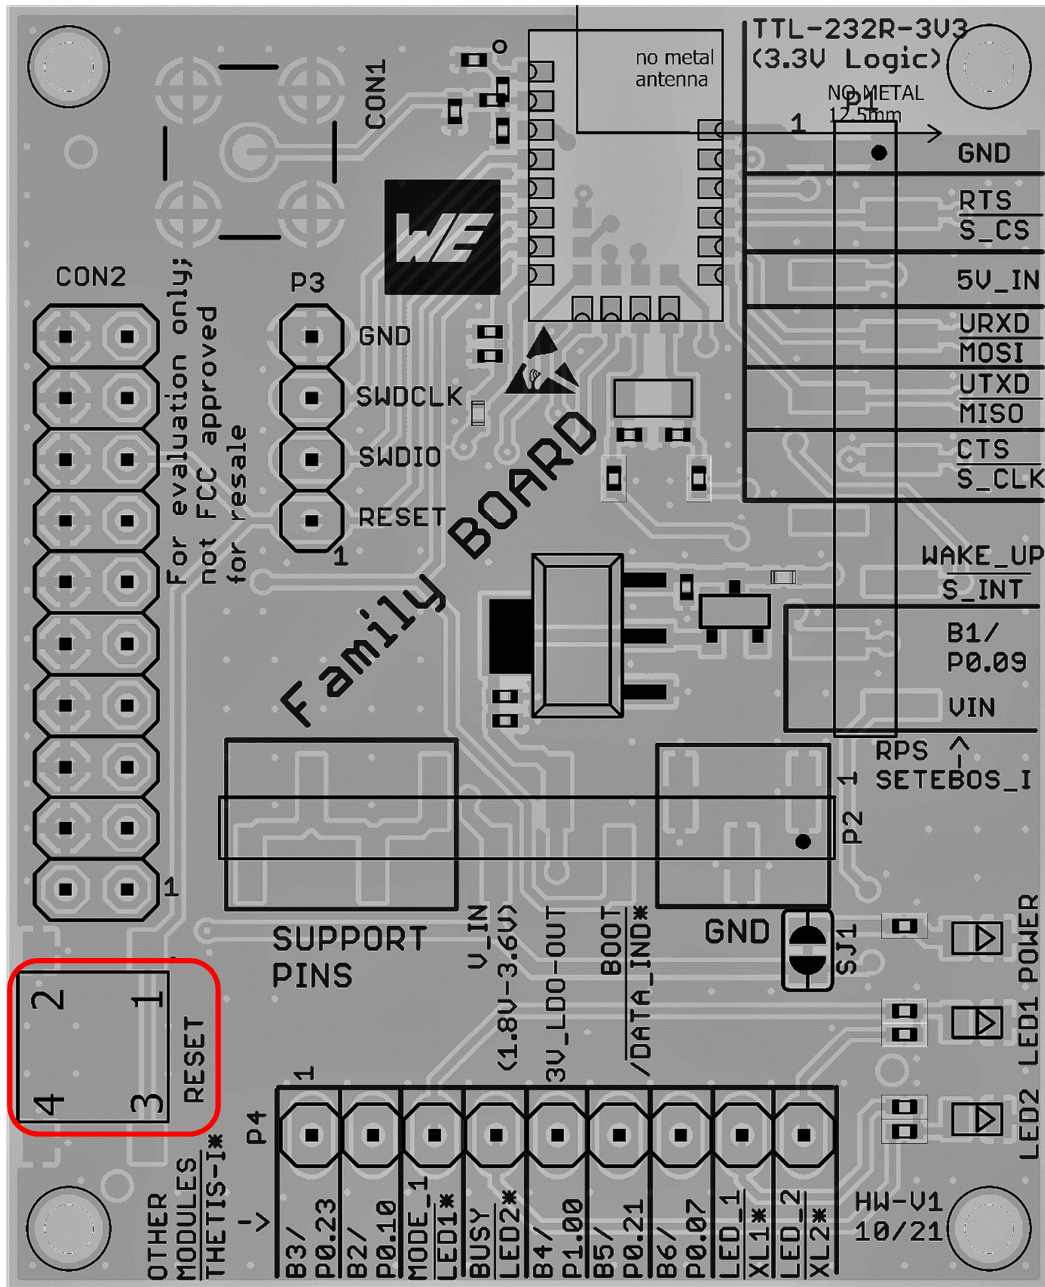 TTL-232R-3V3
(3.3V Logic)
no metal
antenna
NO METAL
12.5mm
P1
1
CON1
WE
GND
RTS
S_CS
5V_IN
URXD
MOSI
UTXD
MISO
CTS
S_CLK
WAKE_UP
S_INT
B1/
P0.09
VIN
RPS
SETEBOS_I
CON2
For evaluation only;
not FCC approved
for resale
P3
GND
SWDCLK
SWDIO
RESET
1
Family BOARD
1
P2
1
SUPPORT
PINS
V_IN
(1.8V-3.6V)
3V_LDO-OUT
BOOT
/DATA_IND*
GND
SJ1
POWER
LED1
LED2
2 1
4 3
RESET
P4
1
OTHER
MODULES
THETIS-I*
->
B3/
P0.23
B2/
P0.10
MODE_1
LED1*
BUSY
LED2*
B4/
P1.00
B5/
P0.21
B6/
P0.07
LED_1
XL1*
LED_2
XL2*
HW-V1
10/21